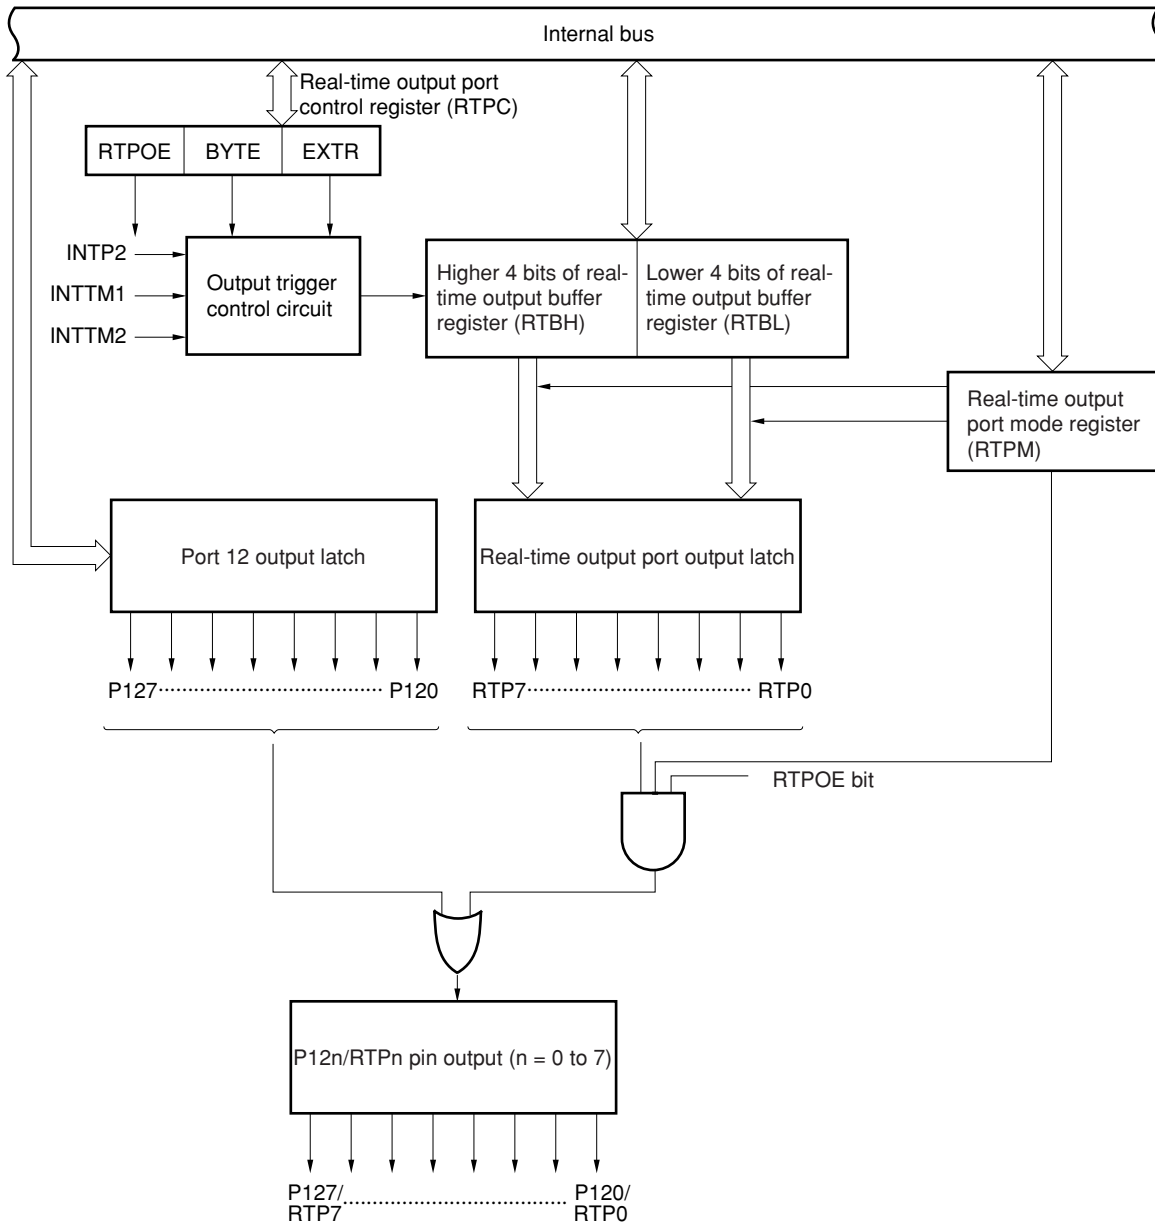 Internal bus
Real-time output port
control register (RTPC)
RTPOE BYTE EXTR
INTP2
INTTM1
INTTM2
Output trigger
control circuit
Higher 4 bits of real-
time output buffer
register (RTBH)
Lower 4 bits of real-
time output buffer
register (RTBL)
Real-time output
port mode register
(RTPM)
Port 12 output latch
Real-time output port output latch
P127 P120
RTP7 RTP0
RTPOE bit
P12n/RTPn pin output (n = 0 to 7)
P127/
RTP7
P120/
RTP0